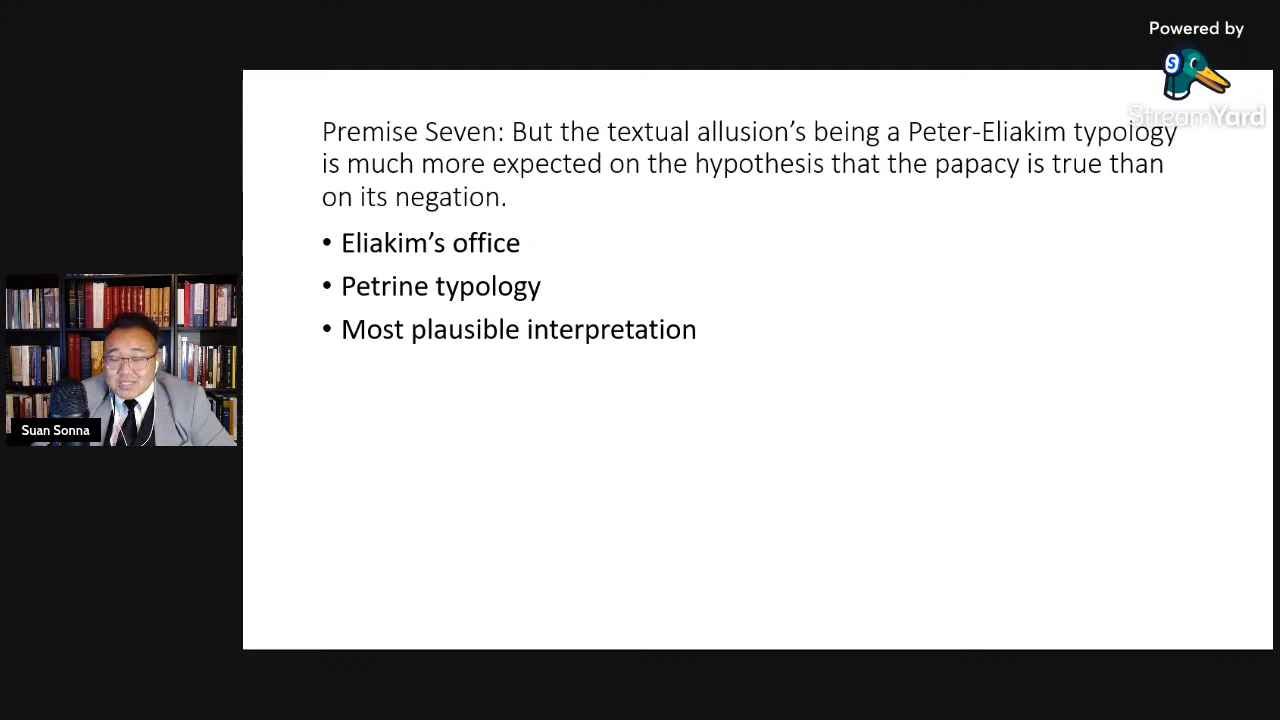 Powered by
S
StreamYard
Premise Seven: But the textual allusion’s being a Peter-Eliakim typology
is much more expected on the hypothesis that the papacy is true than
on its negation.
• Eliakim’s office
• Petrine typology
• Most plausible interpretation
Suan Sonna